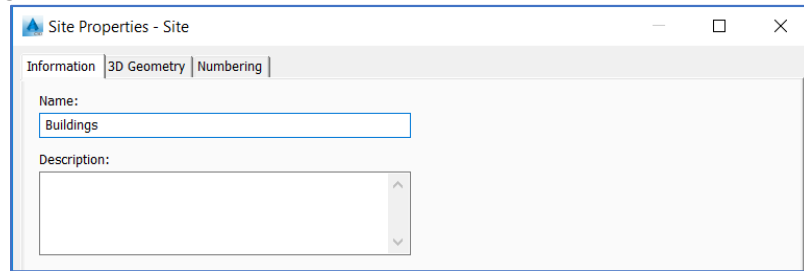 Site Properties - Site
Information 3D Geometry Numbering
Name:
Buildings
Description: